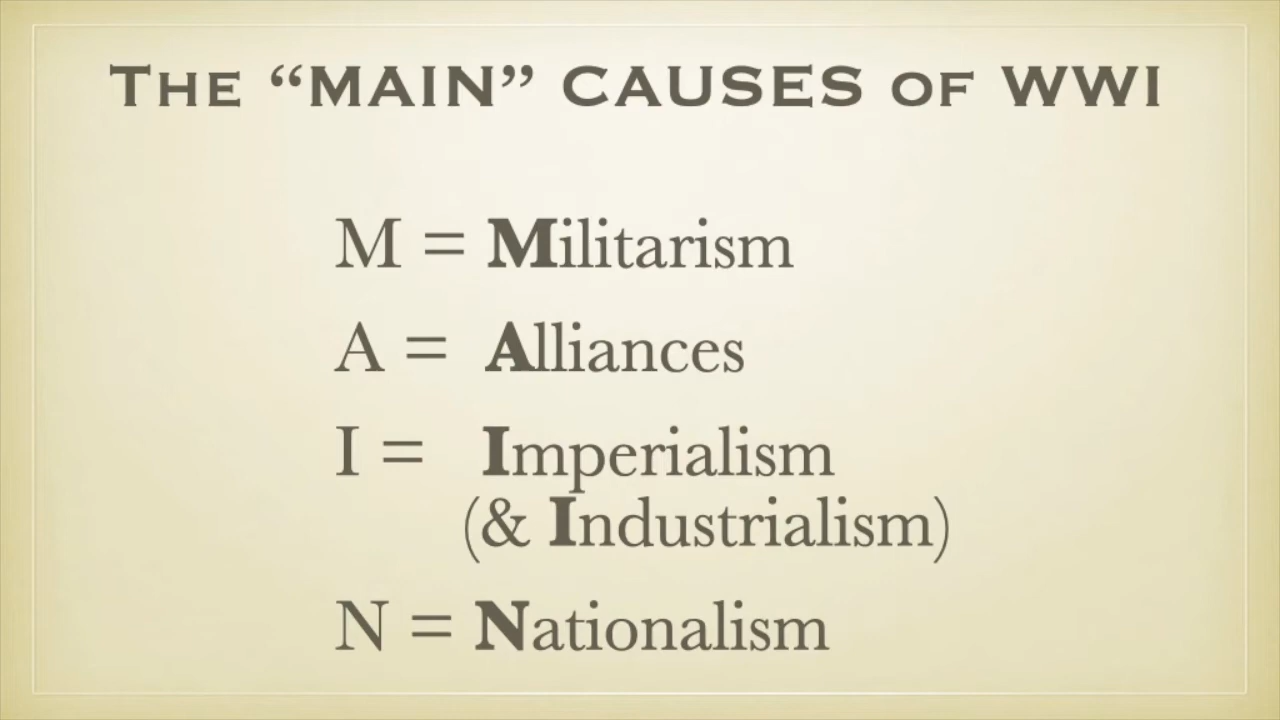 The “MAIN” CAUSES of WWI
M = Militarism
A = Alliances
I = Imperialism
(& Industrialism)
N = Nationalism